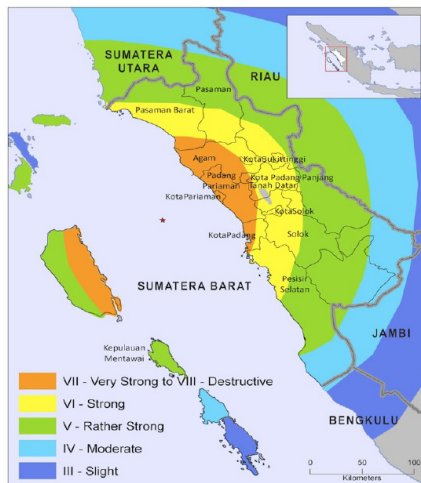 SUMATERA
UTARA
RIAU
Pasaman
Pasaman Barat
Agam
KotaBukittinggi
Padang
Pariaman
Kota Padang Panjang
Tanah Datar
KotaPariaman
KotaSolok
KotaPadang
Solok
Pesisir
Selatan
SUMATERA BARAT
JAMBI
Kepulauan
Mentawai
BENGKULU
VII - Very Strong to VIII - Destructive
VI - Strong
V - Rather Strong
IV - Moderate
III - Slight
0 50 100
Kilometers